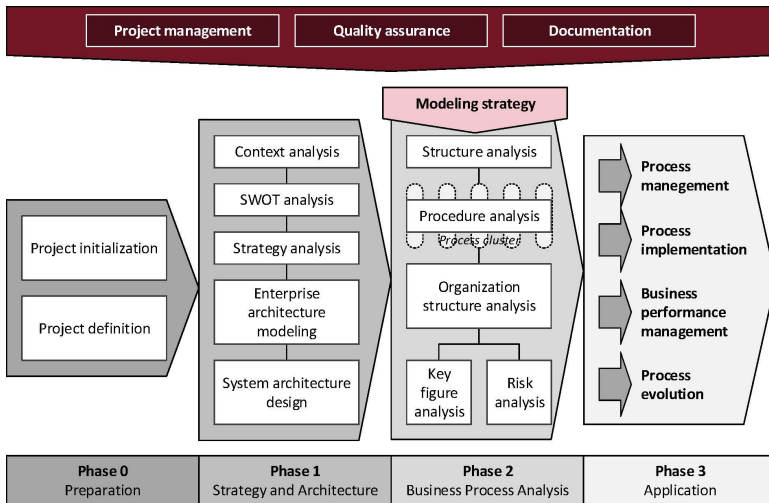 Project management
Quality assurance
Documentation
Modeling strategy
Project initialization
Project definition
Context analysis
SWOT analysis
Strategy analysis
Enterprise
architecture
modeling
System architecture
design
Structure analysis
Procedure analysis
Process cluster
Organization
structure analysis
Key
figure
analysis
Risk
analysis
Process
manegement
Process
implementation
Business
performance
management
Process
evolution
Phase 0
Preparation
Phase 1
Strategy and Architecture
Phase 2
Business Process Analysis
Phase 3
Application